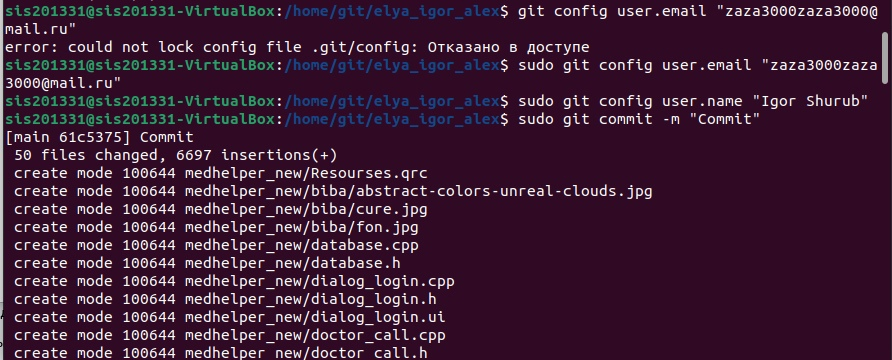 sis201331@sis201331-VirtualBox:/home/git/elya_igor_alex$ git config user.email "zaza3000zaza3000@
mail.ru"
error: could not lock config file .git/config: Отказано в доступе
sis201331@sis201331-VirtualBox:/home/git/elya_igor_alex$ sudo git config user.email "zaza3000zaza
3000@mail.ru"
sis201331@sis201331-VirtualBox:/home/git/elya_igor_alex$ sudo git config user.name "Igor Shurub"
sis201331@sis201331-VirtualBox:/home/git/elya_igor_alex$ sudo git commit -m "Commit"
[main 61c5375] Commit
 50 files changed, 6697 insertions(+)
 create mode 100644 medhelper_new/Resourses.qrc
 create mode 100644 medhelper_new/biba/abstract-colors-unreal-clouds.jpg
 create mode 100644 medhelper_new/biba/cure.jpg
 create mode 100644 medhelper_new/biba/fon.jpg
 create mode 100644 medhelper_new/database.cpp
 create mode 100644 medhelper_new/database.h
 create mode 100644 medhelper_new/dialog_login.cpp
 create mode 100644 medhelper_new/dialog_login.h
 create mode 100644 medhelper_new/dialog_login.ui
 create mode 100644 medhelper_new/doctor_call.cpp
 create mode 100644 medhelper_new/doctor_call.h